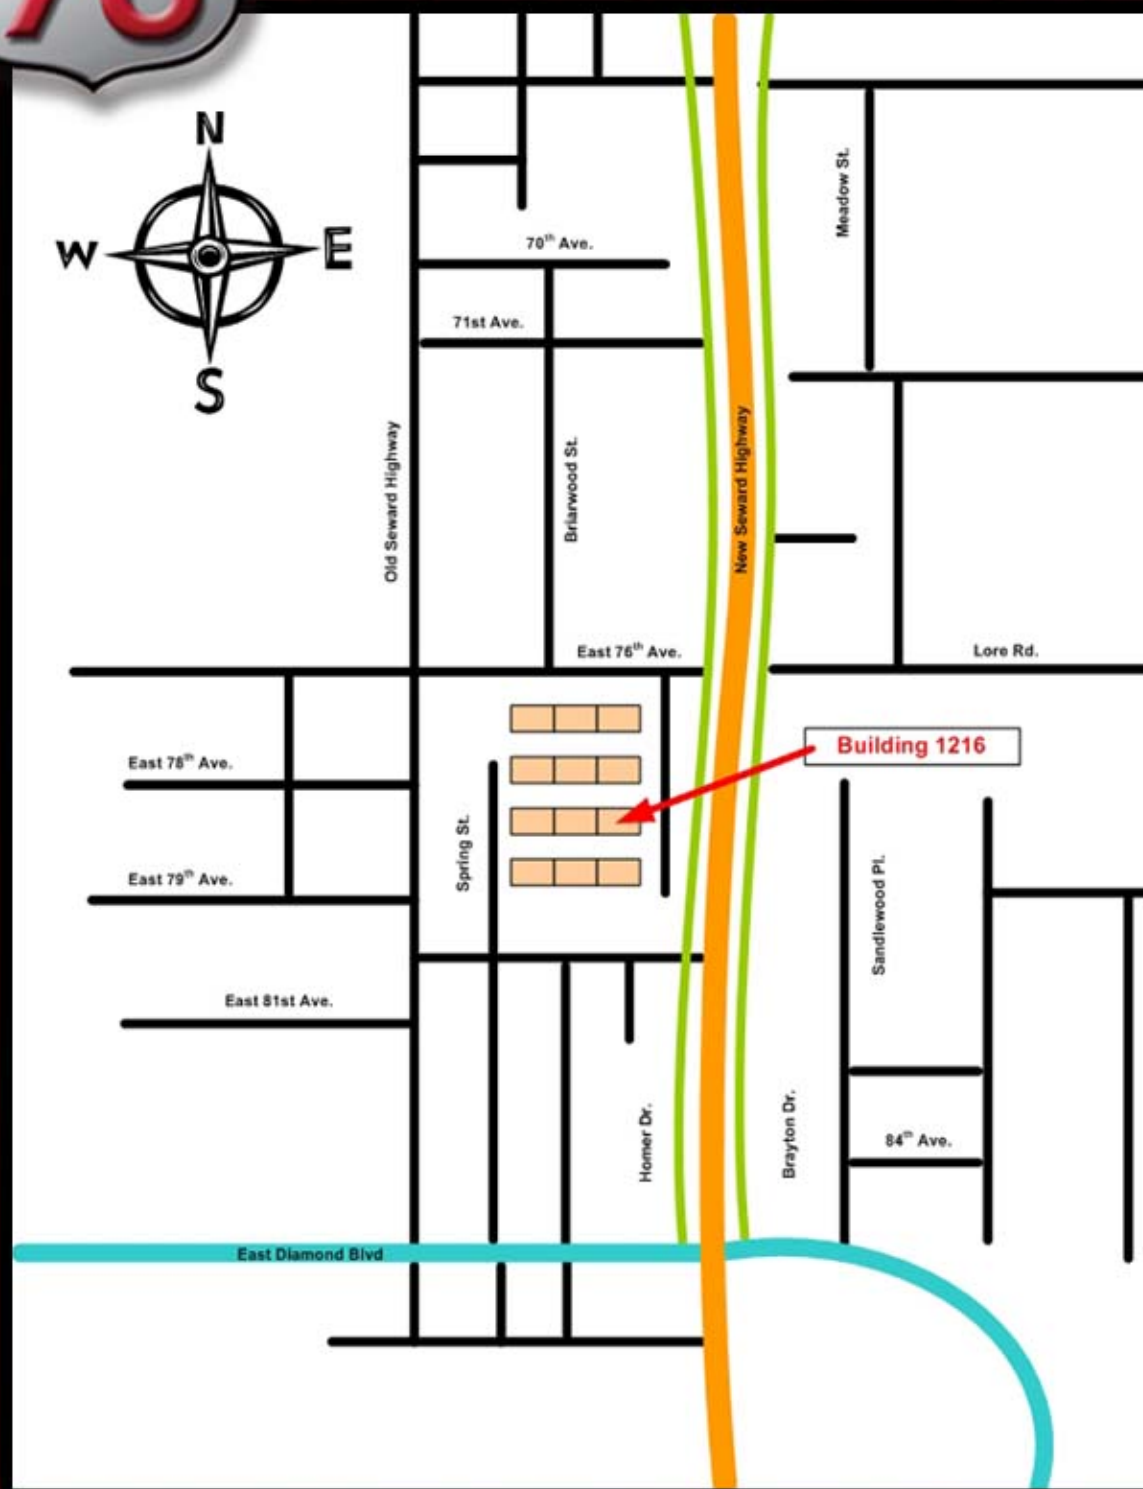 N
W
E
S
Meadow St.
70th Ave.
71st Ave.
Old Seward Highway
Briarwood St.
New Seward Highway
East 76th Ave.
Lore Rd.
Building 1216
East 78th Ave.
Spring St.
East 79th Ave.
Sandlewood Pl.
East 81st Ave.
Homer Dr.
Brayton Dr.
84th Ave.
East Diamond Blvd